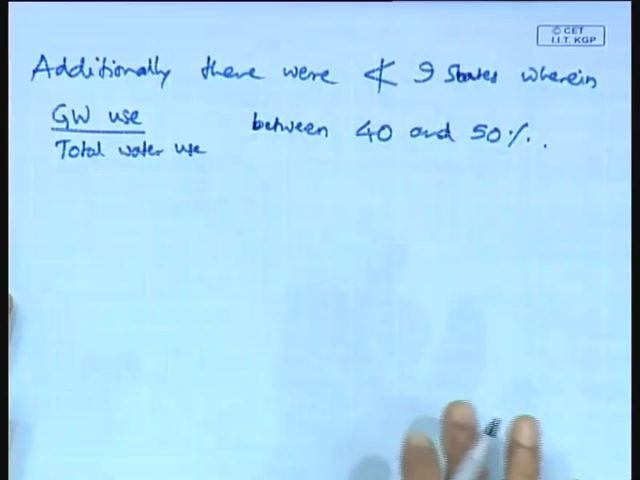 © CET
I.I.T. KGP
Additionally there were ≮ 9 States wherein
GW use
Total water use
between 40 and 50%.